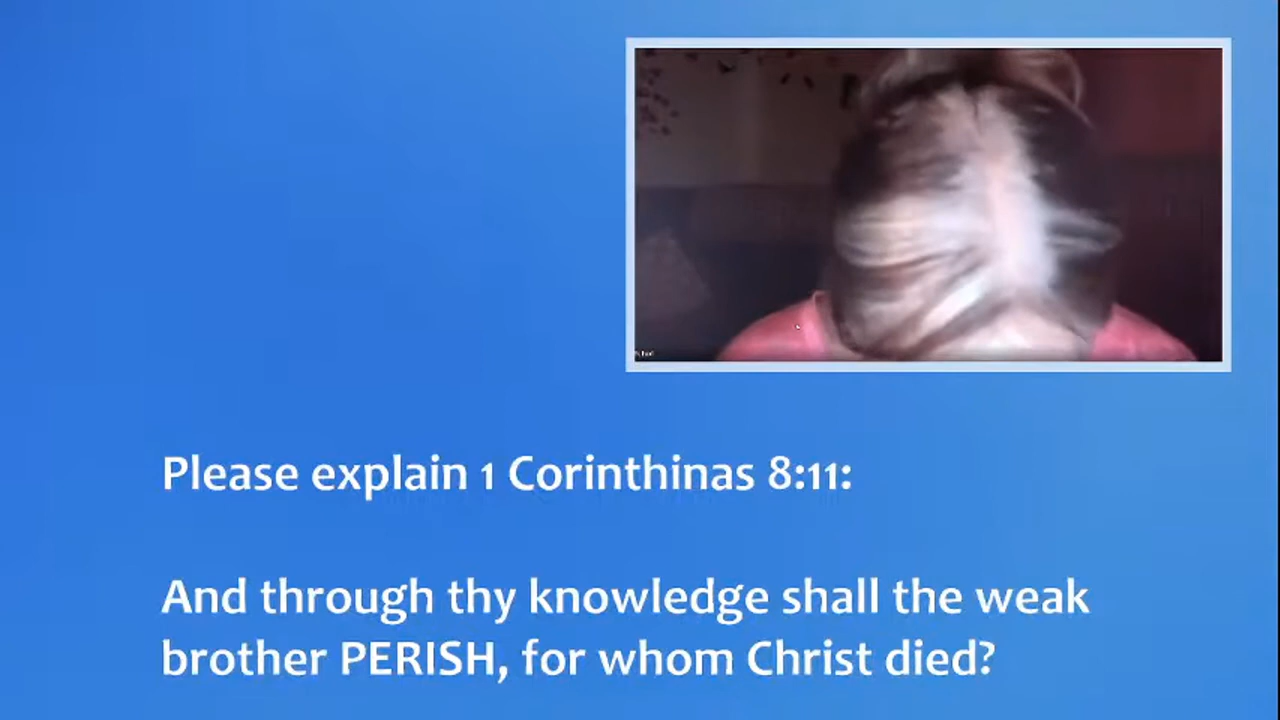 Please explain 1 Corinthinas 8:11:
And through thy knowledge shall the weak
brother PERISH, for whom Christ died?